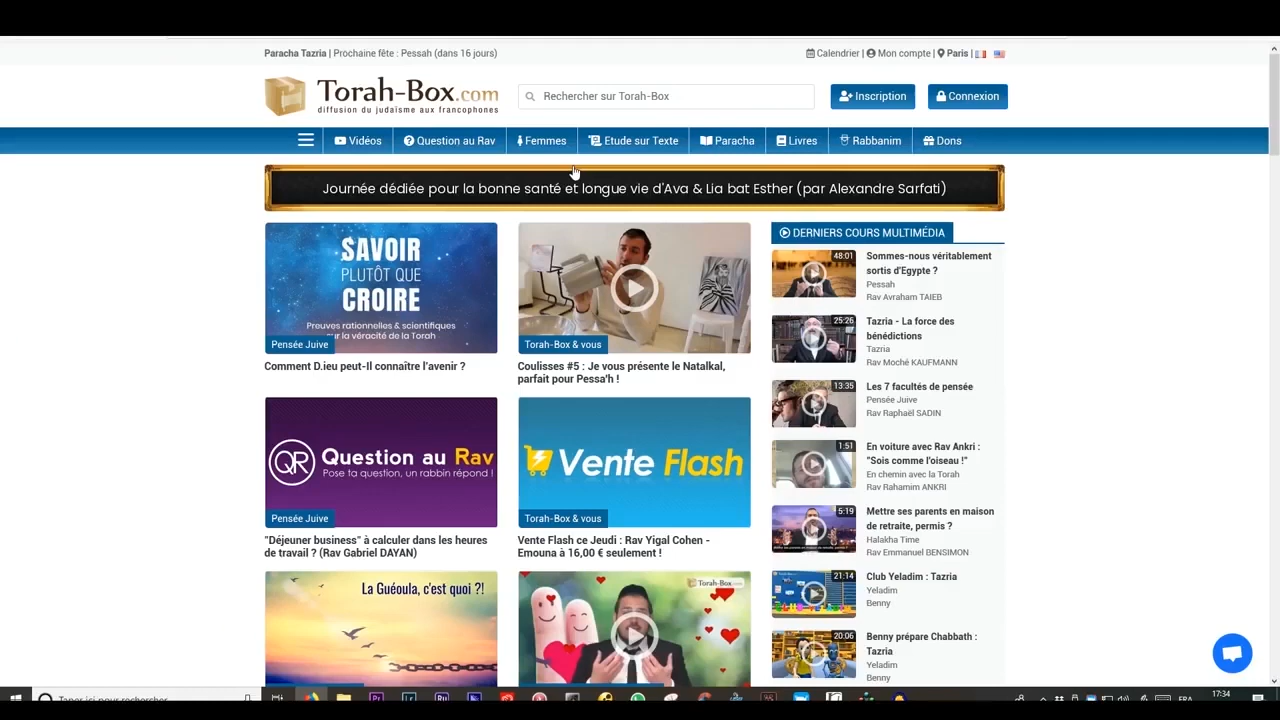 Paracha Tazria | Prochaine fête : Pessah (dans 16 jours)
Calendrier | Mon compte | Paris |
Torah-Box.com
diffusion du judaïsme aux francophones
Rechercher sur Torah-Box
Inscription
Connexion
Vidéos
Question au Rav
Femmes
Etude sur Texte
Paracha
Livres
Rabbanim
Dons
Journée dédiée pour la bonne santé et longue vie d'Ava & Lia bat Esther (par Alexandre Sarfati)
SAVOIR
PLUTÔT QUE
CROIRE
Preuves rationnelles & scientifiques
sur la véracité de la Torah
Pensée Juive
Comment D.ieu peut-Il connaître l'avenir ?
Torah-Box & vous
Coulisses #5 : Je vous présente le Natalkal,
parfait pour Pessa'h !
QR
Question au Rav
Pose ta question, un rabbin répond !
Pensée Juive
"Déjeuner business" à calculer dans les heures
de travail ? (Rav Gabriel DAYAN)
Vente Flash
Torah-Box & vous
Vente Flash ce Jeudi : Rav Yigal Cohen -
Emouna à 16,00 € seulement !
La Guéoula, c'est quoi ?!
Torah-Box.com
DERNIERS COURS MULTIMÉDIA
48:01
Sommes-nous véritablement
sortis d'Egypte ?
Pessah
Rav Avraham TAIEB
25:26
Tazria - La force des
bénédictions
Tazria
Rav Moché KAUFMANN
13:35
Les 7 facultés de pensée
Pensée Juive
Rav Raphaël SADIN
1:51
En voiture avec Rav Ankri :
"Sois comme l'oiseau !"
En chemin avec la Torah
Rav Rahamim ANKRI
5:19
Mettre ses parents en maison
de retraite, permis ?
Halakha Time
Rav Emmanuel BENSIMON
21:14
Club Yeladim : Tazria
Yeladim
Benny
20:06
Benny prépare Chabbath :
Tazria
Yeladim
Benny
Taper ici pour rechercher
FRA
17:34